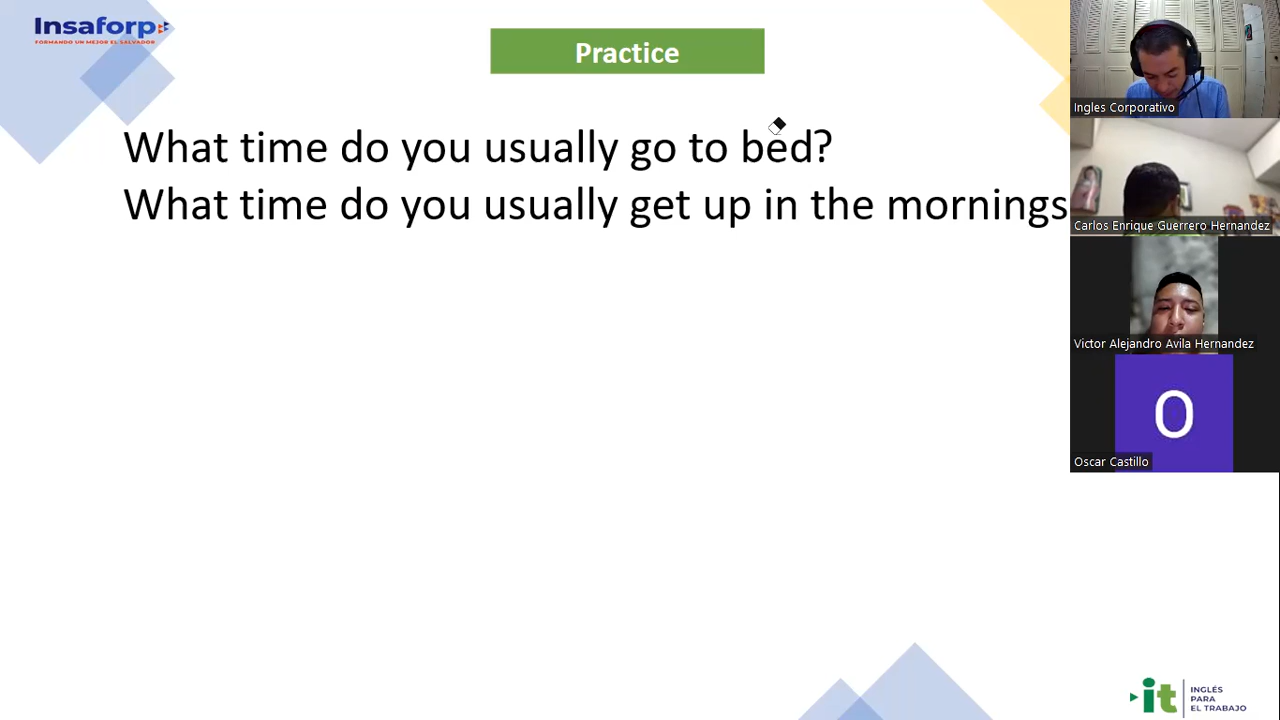 Insaforp
FORMANDO UN MEJOR EL SALVADOR
Practice
What time do you usually go to bed?
What time do you usually get up in the mornings
Ingles Corporativo
Carlos Enrique Guerrero Hernandez
Victor Alejandro Avila Hernandez
O
Oscar Castillo
it
INGLÉS
PARA
EL TRABAJO